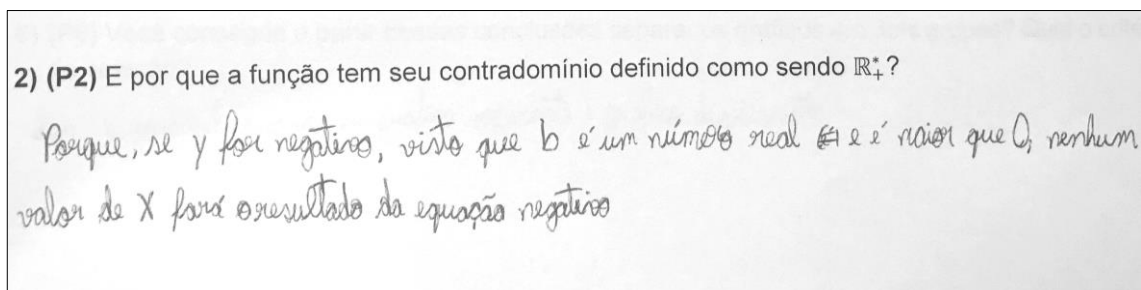 2) (P2) E por que a função tem seu contradomínio definido como sendo ℝ₊*?
Porque, se y for negativo, visto que b é um número real e é maior que 0, nenhum
valor de X fará o resultado da equação negativo